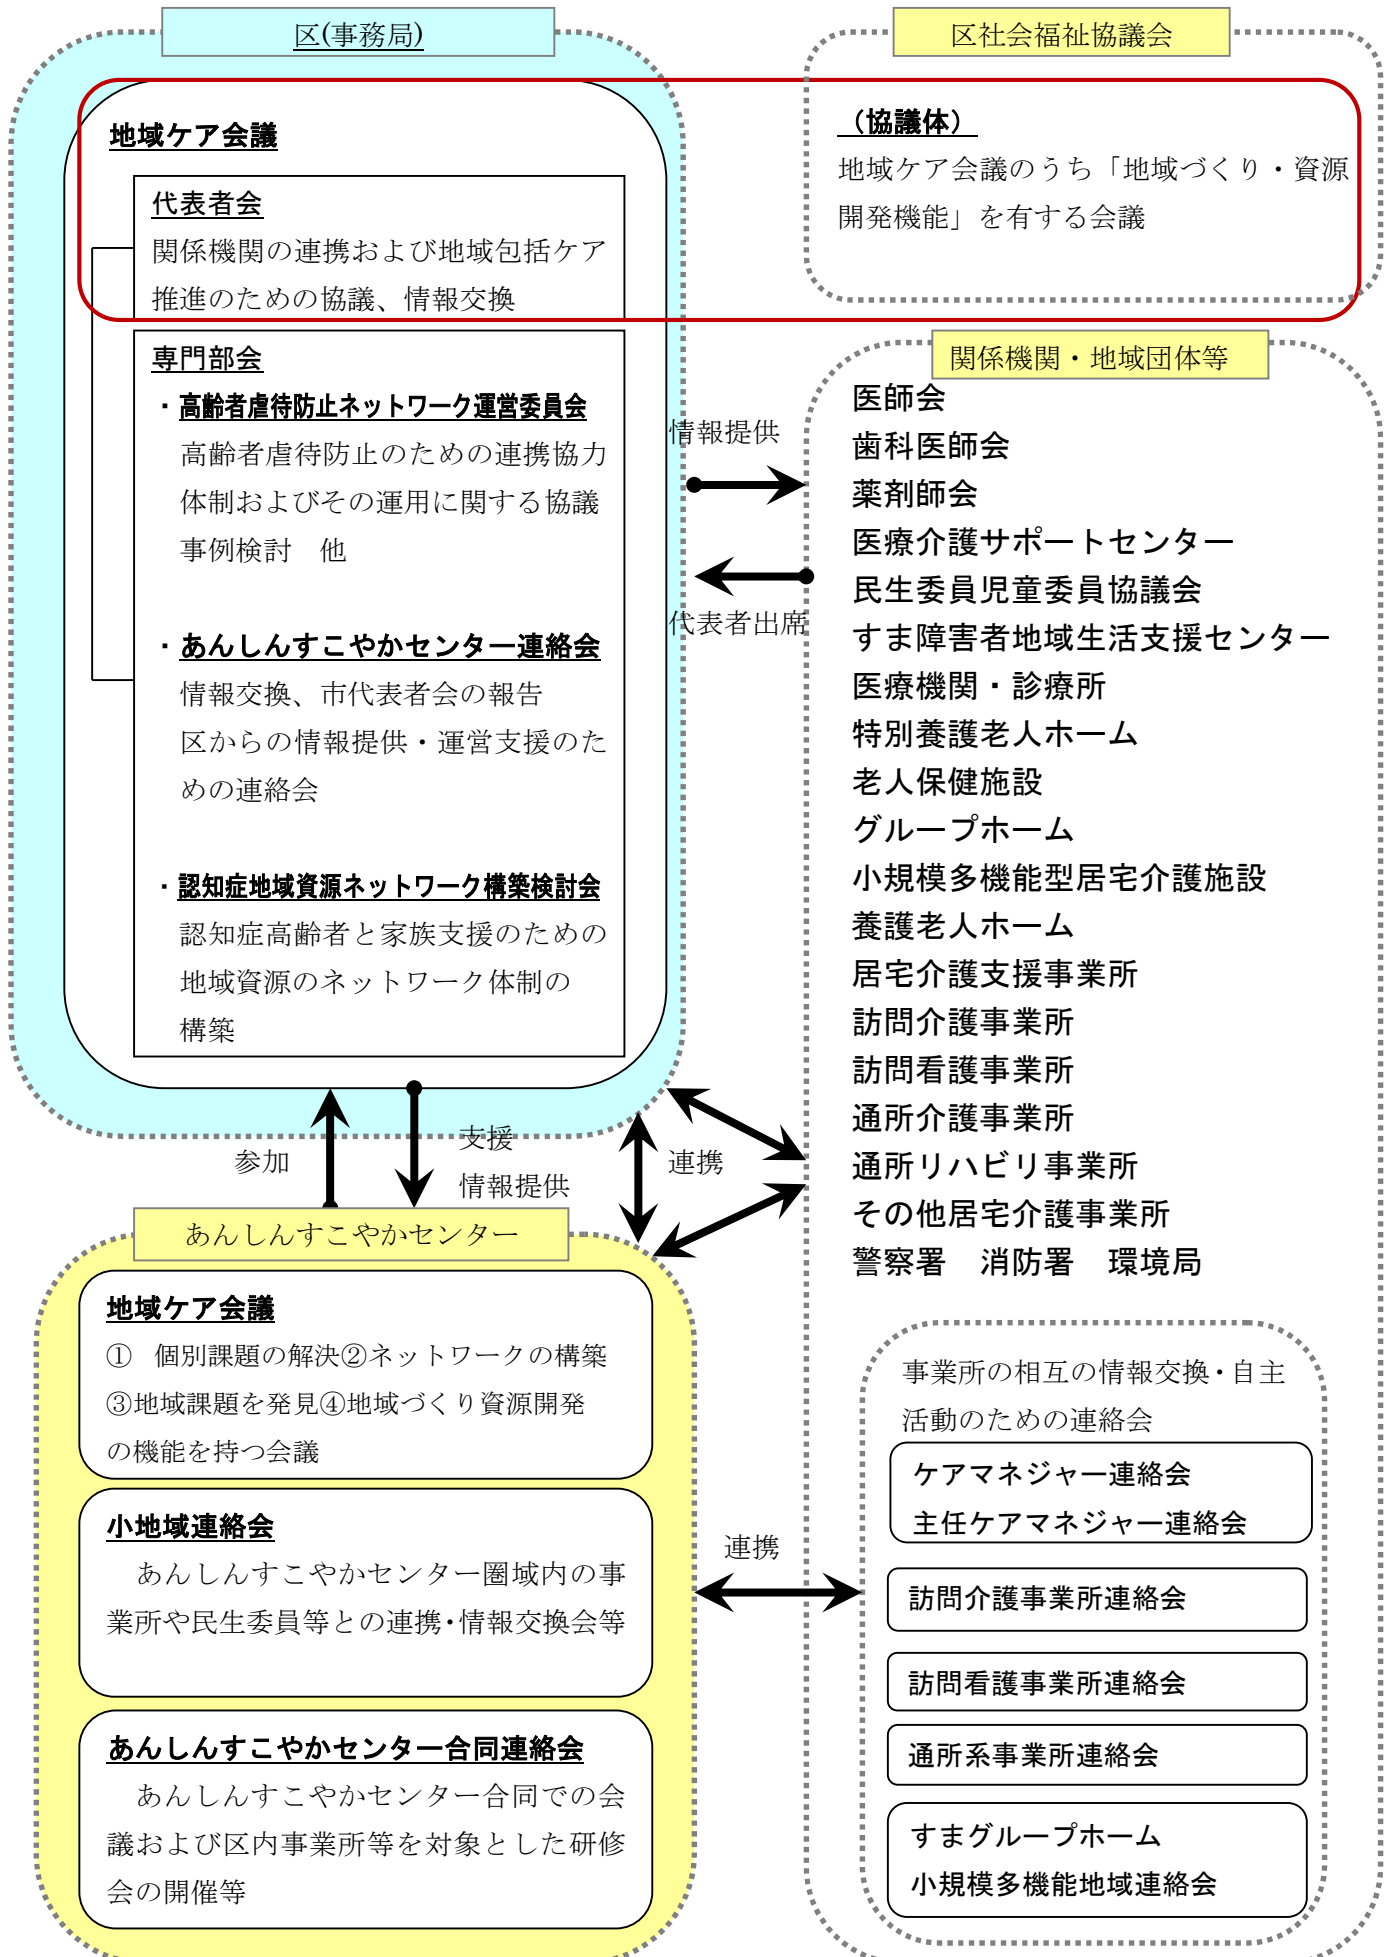 区(事務局)
地域ケア会議
代表者会
関係機関の連携および地域包括ケア
推進のための協議、情報交換
専門部会
・高齢者虐待防止ネットワーク運営委員会
高齢者虐待防止のための連携協力
体制およびその運用に関する協議
事例検討　他
・あんしんすこやかセンター連絡会
情報交換、市代表者会の報告
区からの情報提供・運営支援のた
めの連絡会
・認知症地域資源ネットワーク構築検討会
認知症高齢者と家族支援のための
地域資源のネットワーク体制の
構築
区社会福祉協議会
（協議体）
地域ケア会議のうち「地域づくり・資源
開発機能」を有する会議
情報提供
代表者出席
関係機関・地域団体等
医師会
歯科医師会
薬剤師会
医療介護サポートセンター
民生委員児童委員協議会
すま障害者地域生活支援センター
医療機関・診療所
特別養護老人ホーム
老人保健施設
グループホーム
小規模多機能型居宅介護施設
養護老人ホーム
居宅介護支援事業所
訪問介護事業所
訪問看護事業所
通所介護事業所
通所リハビリ事業所
その他居宅介護事業所
警察署　消防署　環境局
参加
支援
情報提供
連携
あんしんすこやかセンター
地域ケア会議
①　個別課題の解決②ネットワークの構築
③地域課題を発見④地域づくり資源開発
の機能を持つ会議
小地域連絡会
あんしんすこやかセンター圏域内の事
業所や民生委員等との連携・情報交換会等
あんしんすこやかセンター合同連絡会
あんしんすこやかセンター合同での会
議および区内事業所等を対象とした研修
会の開催等
連携
事業所の相互の情報交換・自主
活動のための連絡会
ケアマネジャー連絡会
主任ケアマネジャー連絡会
訪問介護事業所連絡会
訪問看護事業所連絡会
通所系事業所連絡会
すまグループホーム
小規模多機能地域連絡会